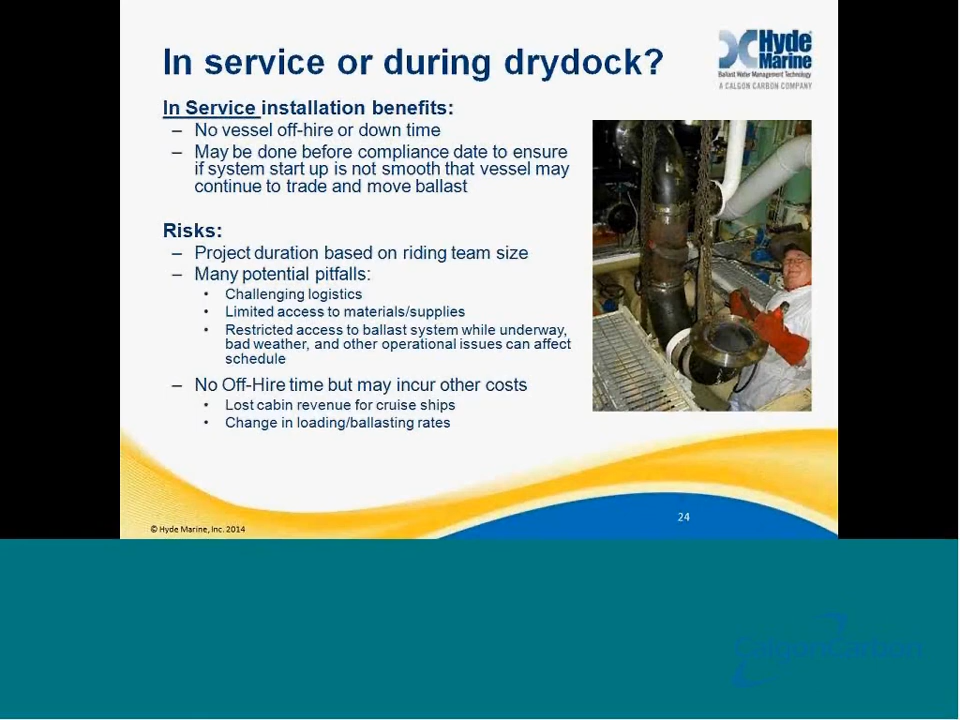 In service or during drydock?
Hyde
Marine
Ballast Water Management Technology
A CALGON CARBON COMPANY
In Service installation benefits:
– No vessel off-hire or down time
– May be done before compliance date to ensure
if system start up is not smooth that vessel may
continue to trade and move ballast
Risks:
– Project duration based on riding team size
– Many potential pitfalls:
• Challenging logistics
• Limited access to materials/supplies
• Restricted access to ballast system while underway,
bad weather, and other operational issues can affect
schedule
– No Off-Hire time but may incur other costs
• Lost cabin revenue for cruise ships
• Change in loading/ballasting rates
24
© Hyde Marine, Inc. 2014
CalgonCarbon